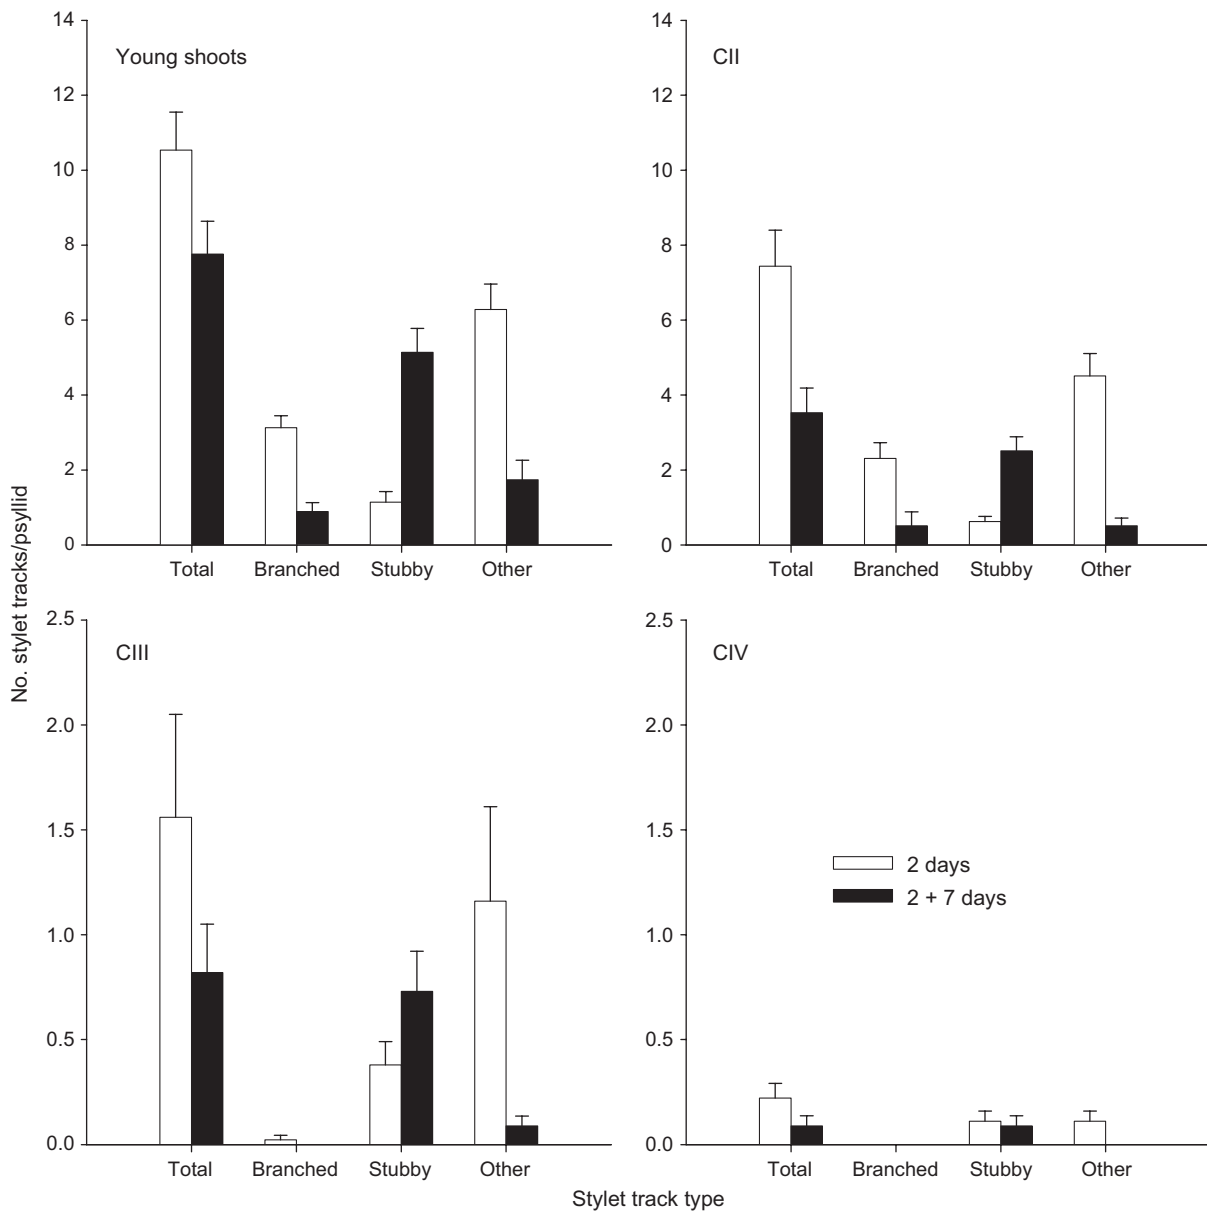 No. stylet tracks/psyllid
14
12
10
8
6
4
2
0
Young shoots
Total Branched Stubby Other
14
12
10
8
6
4
2
0
CII
Total Branched Stubby Other
2.5
2.0
1.5
1.0
0.5
0.0
CIII
Total Branched Stubby Other
2.5
2.0
1.5
1.0
0.5
0.0
CIV
2 days
2 + 7 days
Total Branched Stubby Other
Stylet track type